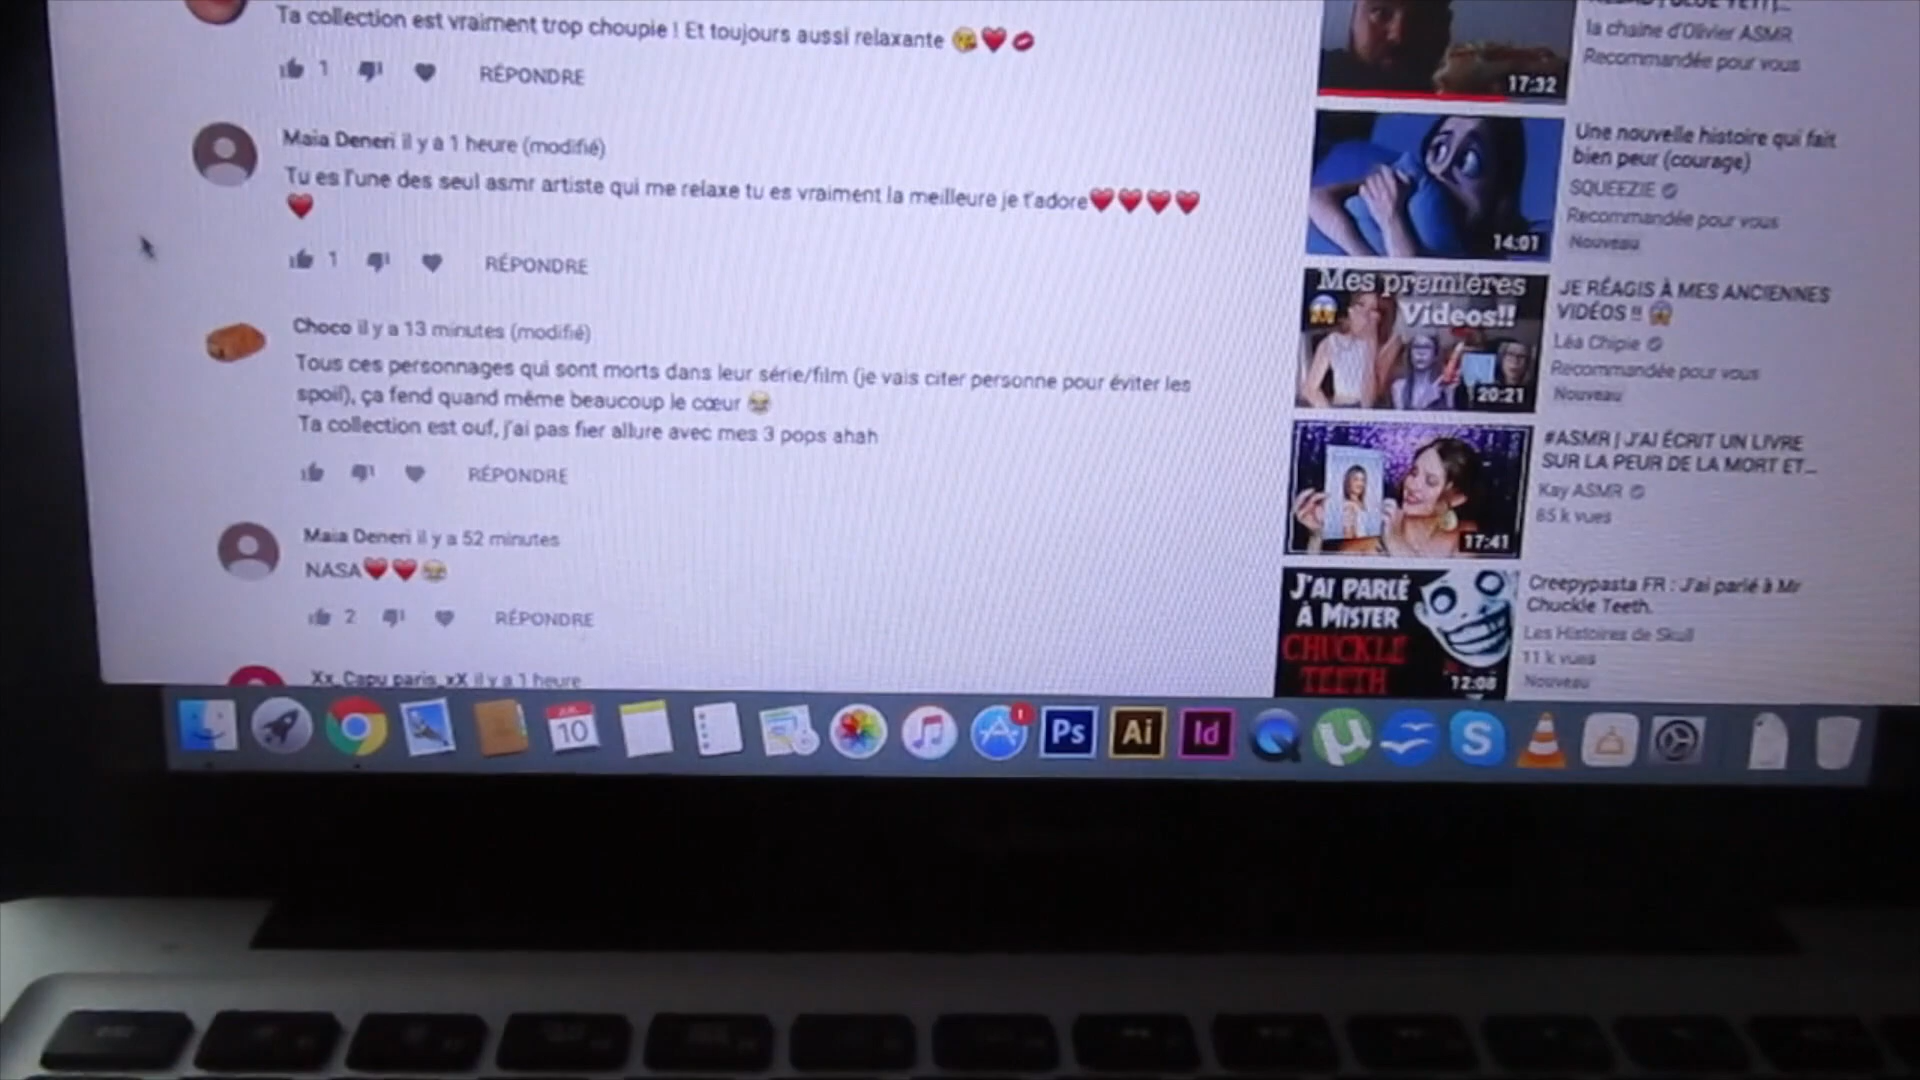 Ta collection est vraiment trop choupie ! Et toujours aussi relaxante 😘❤️💋
1 RÉPONDRE
Maia Deneri il y a 1 heure (modifié)
Tu es l'une des seul asmr artiste qui me relaxe tu es vraiment la meilleure je t'adore❤️❤️❤️❤️
❤️
1 RÉPONDRE
Choco il y a 13 minutes (modifié)
Tous ces personnages qui sont morts dans leur série/film (je vais citer personne pour éviter les
spoil), ça fend quand même beaucoup le cœur 😂
Ta collection est ouf, j'ai pas fier allure avec mes 3 pops ahah
RÉPONDRE
Maia Deneri il y a 52 minutes
NASA❤️❤️😂
2 RÉPONDRE
Xx_Capu paris_xX il y a 1 heure
la chaine d'Olivier ASMR
Recommandée pour vous
17:32
Une nouvelle histoire qui fait
bien peur (courage)
SQUEEZIE
Recommandée pour vous
Nouveau
14:01
Mes premières
Videos!!
20:21
JE RÉAGIS À MES ANCIENNES
VIDÉOS !! 😱
Léa Chipie
Recommandée pour vous
Nouveau
#ASMR | J'AI ÉCRIT UN LIVRE
SUR LA PEUR DE LA MORT ET...
Kay ASMR
85 k vues
17:41
J'AI PARLÉ
À MISTER
CHUCKLE
TEETH
12:08
Creepypasta FR : J'ai parlé à Mr
Chuckle Teeth.
Les Histoires de Skull
11 k vues
Nouveau
10
1
Ps
Ai
Id